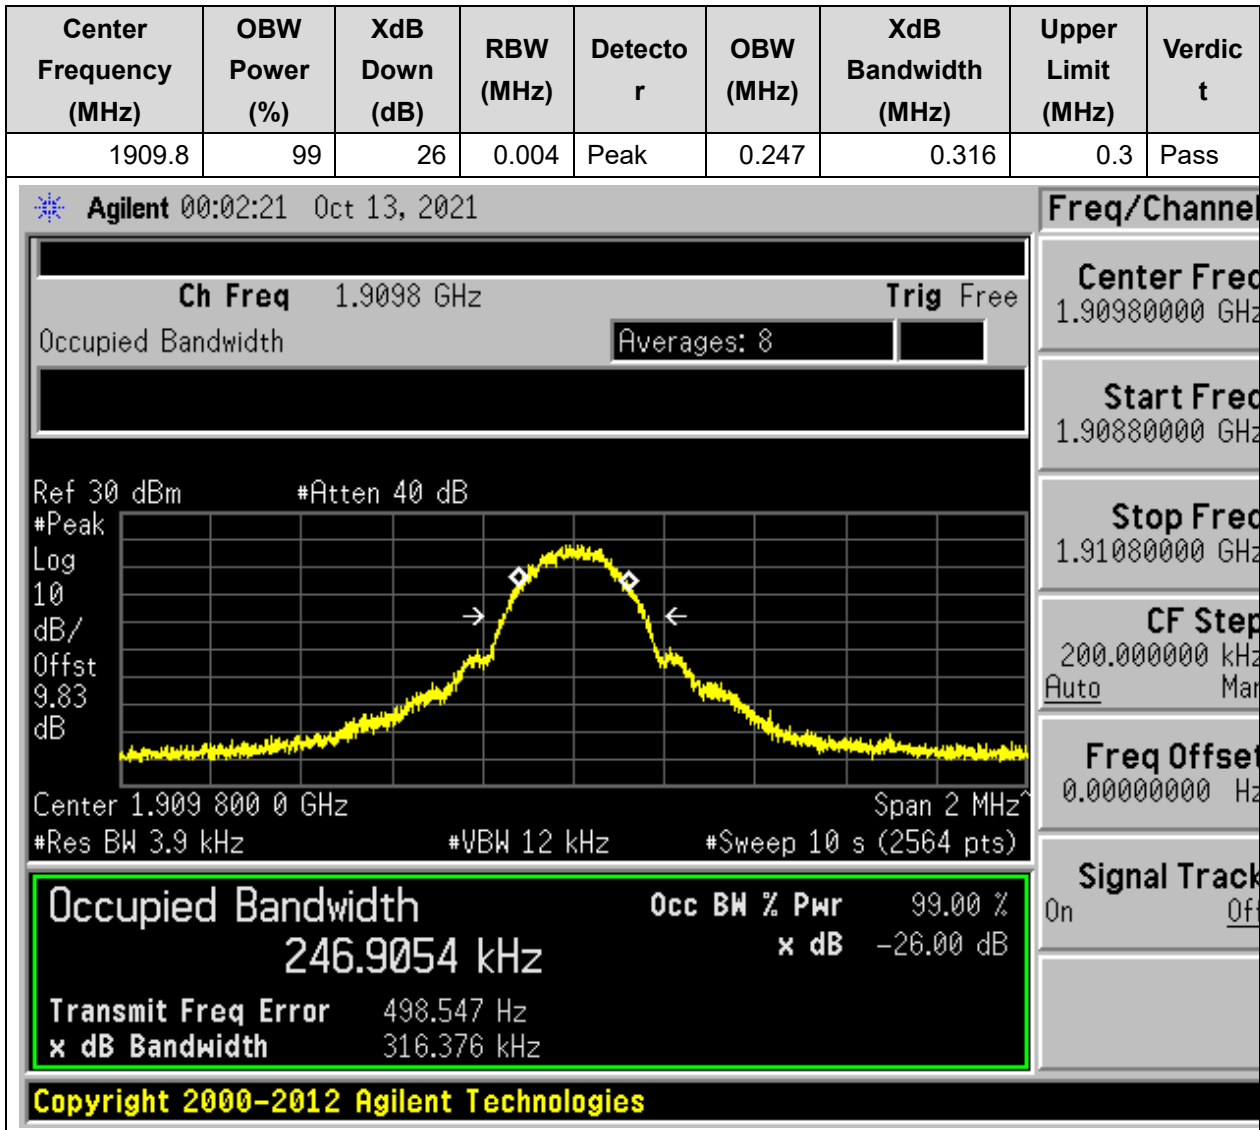 Center Frequency (MHz) OBW Power (%) XdB Down (dB) RBW (MHz) Detecto r OBW (MHz) XdB Bandwidth (MHz) Upper Limit (MHz) Verdic t
1909.8 99 26 0.004 Peak 0.247 0.316 0.3 Pass
Agilent 00:02:21 Oct 13, 2021 Freq/Channel
Ch Freq 1.9098 GHz Trig Free
Occupied Bandwidth Averages: 8
Center Freq
1.90980000 GHz
Start Freq
1.90880000 GHz
Stop Freq
1.91080000 GHz
CF Step
200.000000 kHz
Auto Man
Freq Offset
0.00000000 Hz
Signal Track
On Off
Ref 30 dBm #Atten 40 dB
#Peak
Log
10
dB/
Offst
9.83
dB
Center 1.909 800 0 GHz Span 2 MHz^
#Res BW 3.9 kHz #VBW 12 kHz #Sweep 10 s (2564 pts)
Occupied Bandwidth Occ BW % Pwr 99.00 %
246.9054 kHz x dB -26.00 dB
Transmit Freq Error 498.547 Hz
x dB Bandwidth 316.376 kHz
Copyright 2000-2012 Agilent Technologies